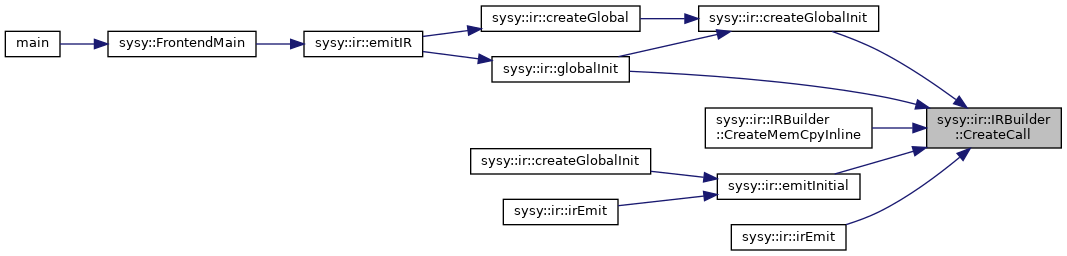 main
sysy::FrontendMain
sysy::ir::emitIR
sysy::ir::createGlobal
sysy::ir::globalInit
sysy::ir::createGlobalInit
sysy::ir::IRBuilder
::CreateMemCpyInline
sysy::ir::IRBuilder
::CreateCall
sysy::ir::createGlobalInit
sysy::ir::emitInitial
sysy::ir::irEmit
sysy::ir::irEmit